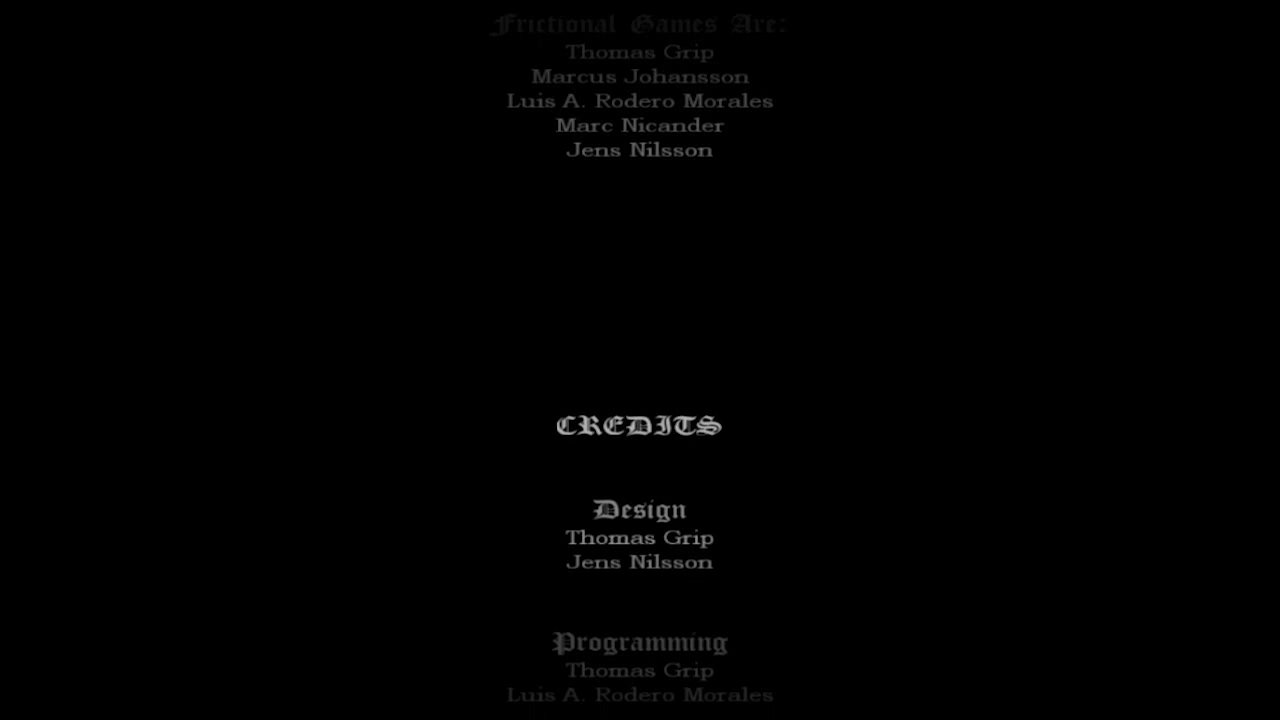 Frictional Games Are:
Thomas Grip
Marcus Johansson
Luis A. Rodero Morales
Marc Nicander
Jens Nilsson
CREDITS
Design
Thomas Grip
Jens Nilsson
Programming
Thomas Grip
Luis A. Rodero Morales